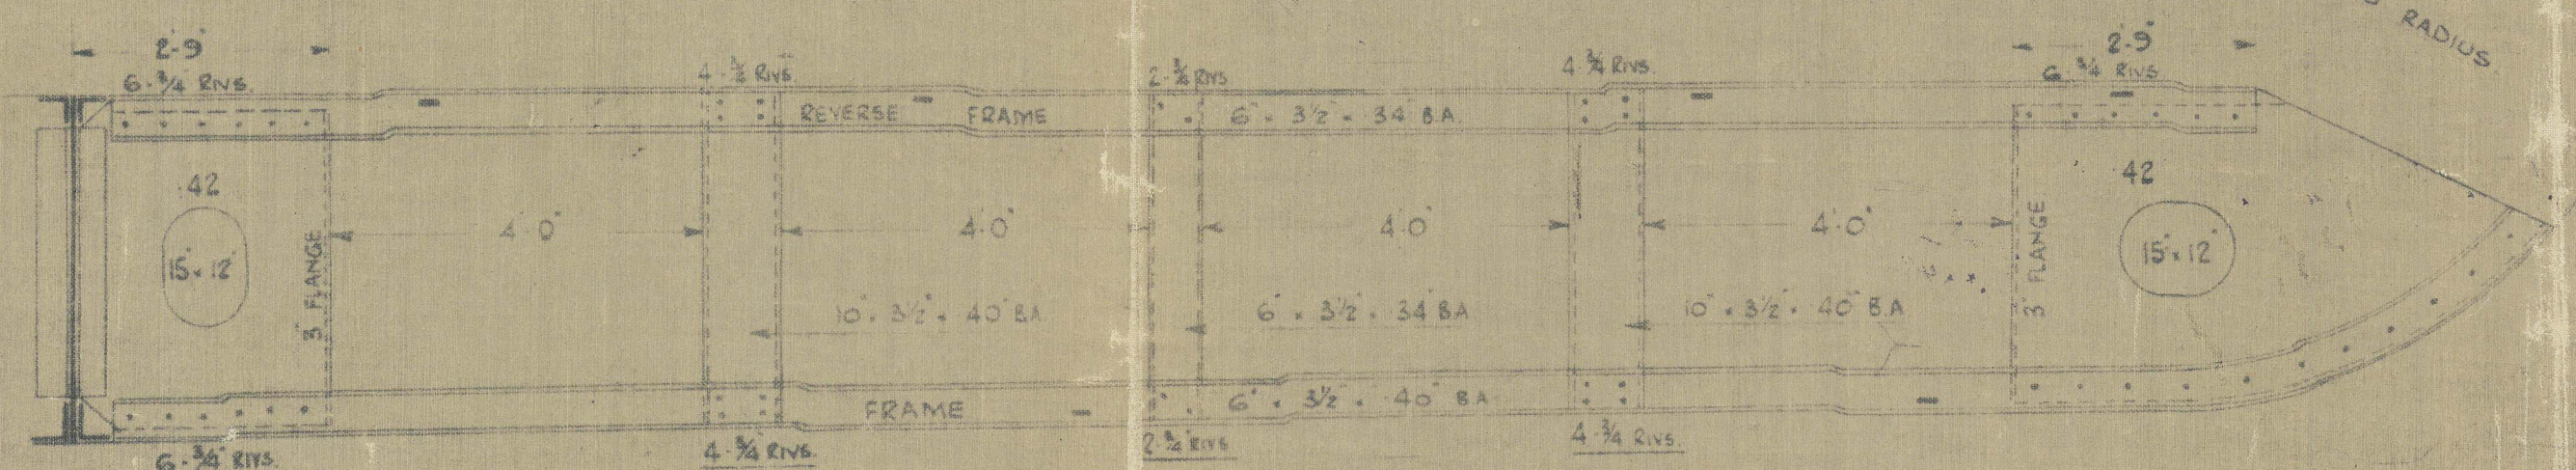 RADIUS
2'-9"
2'-9"
6-¾" RIVS.
4-¾" RIVS.
2-¾" RIVS
4-¾" RIVS.
6 ¾" RIVS
REVERSE FRAME
6" × 3½" × .34" B.A.
.42
42
4'-0"
4'-0"
4'-0"
4'-0"
15" × 12"
15" × 12"
3" FLANGE
3" FLANGE
10" × 3½" × .40" B.A.
6" × 3½" × .34" B.A
10" × 3½" × .40" B.A
FRAME
6" × 3½" × .40" B.A
6-¾" RIVS.
4-¾" RIVS.
2-¾" RIVS
4-¾" RIVS.